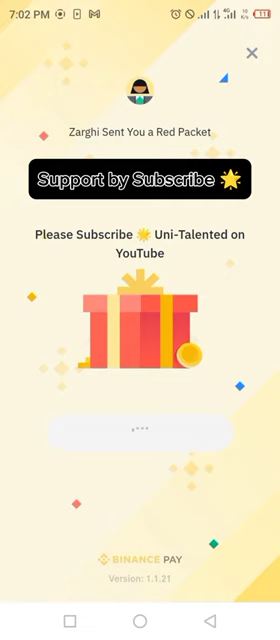 7:02 PM
Zarghi Sent You a Red Packet
Support by Subscribe 🌟
Please Subscribe 🌟 Uni-Talented on
YouTube
BINANCE PAY
Version: 1.1.21